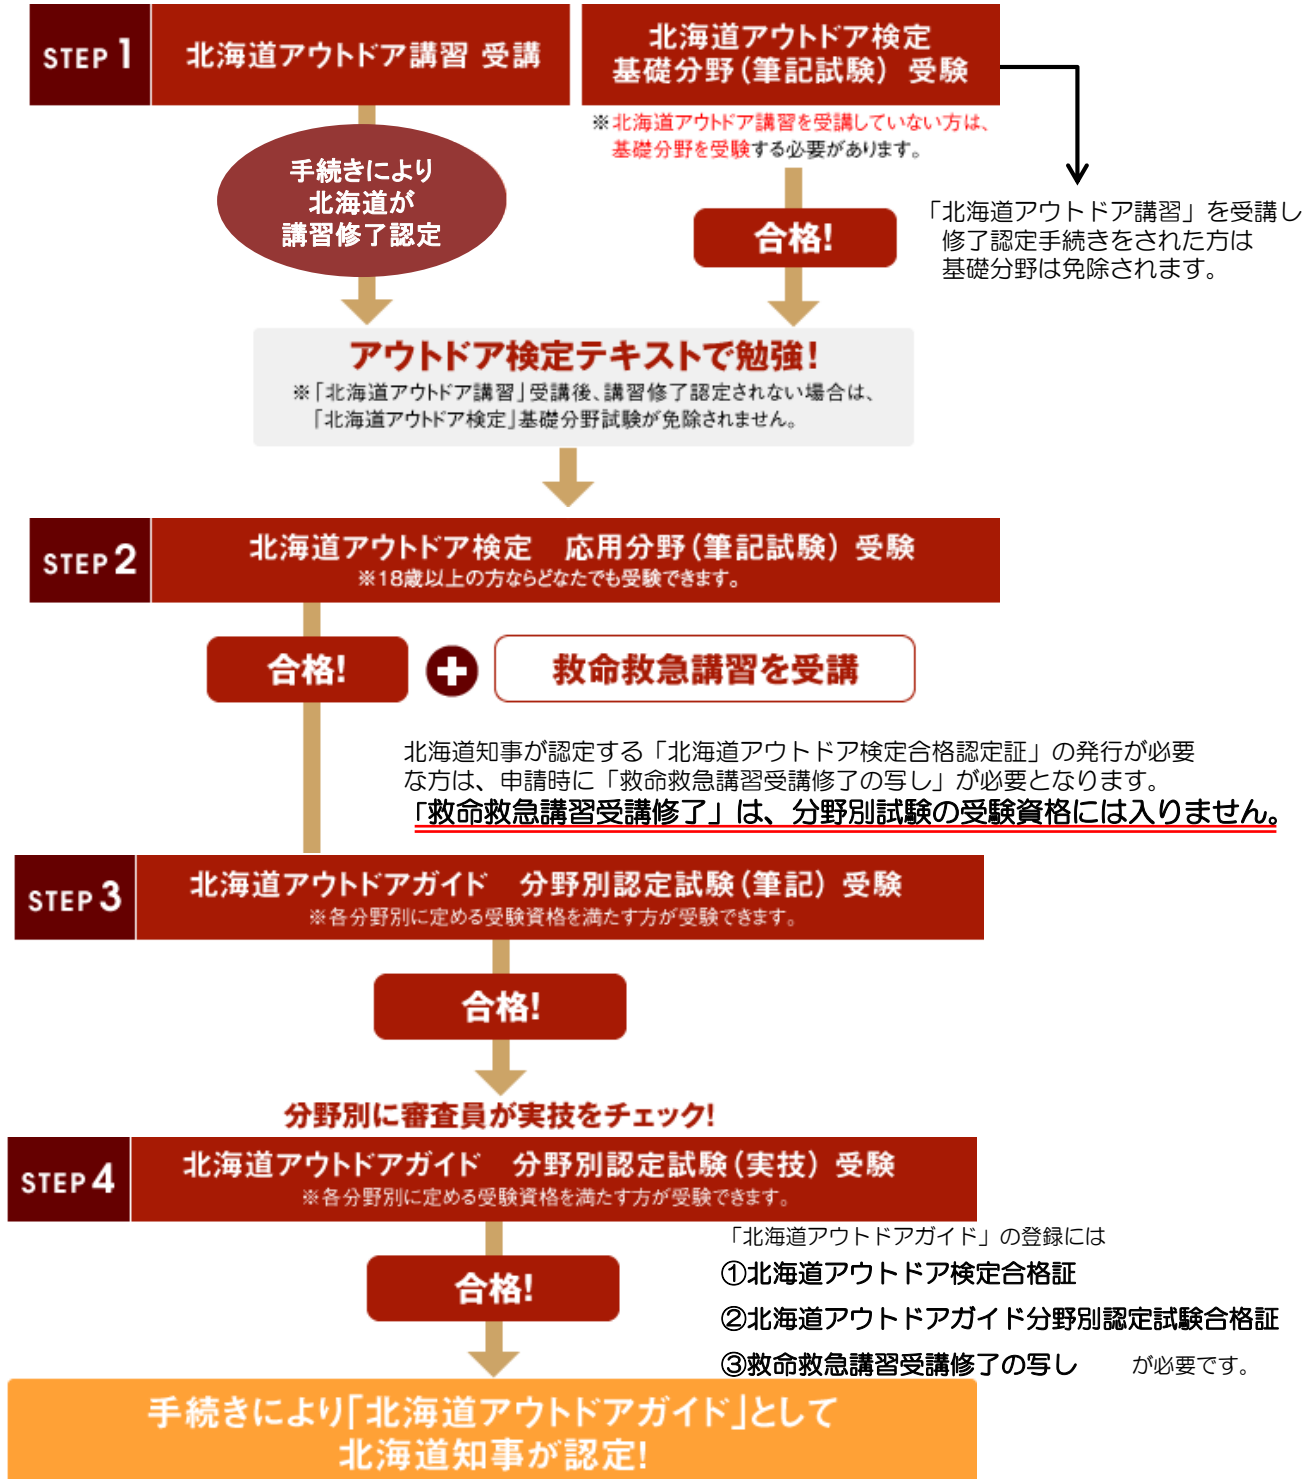 STEP 1
北海道アウトドア講習 受講
北海道アウトドア検定
基礎分野(筆記試験) 受験
※北海道アウトドア講習を受講していない方は、
基礎分野を受験する必要があります。
手続きにより
北海道が
講習修了認定
合格!
「北海道アウトドア講習」を受講し
修了認定手続きをされた方は
基礎分野は免除されます。
アウトドア検定テキストで勉強!
※「北海道アウトドア講習」受講後、講習修了認定されない場合は、
「北海道アウトドア検定」基礎分野試験が免除されません。
STEP 2
北海道アウトドア検定 応用分野(筆記試験) 受験
※18歳以上の方ならどなたでも受験できます。
合格!
救命救急講習を受講
北海道知事が認定する「北海道アウトドア検定合格認定証」の発行が必要
な方は、申請時に「救命救急講習受講修了の写し」が必要となります。
「救命救急講習受講修了」は、分野別試験の受験資格には入りません。
STEP 3
北海道アウトドアガイド 分野別認定試験(筆記) 受験
※各分野別に定める受験資格を満たす方が受験できます。
合格!
分野別に審査員が実技をチェック!
STEP 4
北海道アウトドアガイド 分野別認定試験(実技) 受験
※各分野別に定める受験資格を満たす方が受験できます。
合格!
「北海道アウトドアガイド」の登録には
①北海道アウトドア検定合格証
②北海道アウトドアガイド分野別認定試験合格証
③救命救急講習受講修了の写し が必要です。
手続きにより「北海道アウトドアガイド」として
北海道知事が認定!